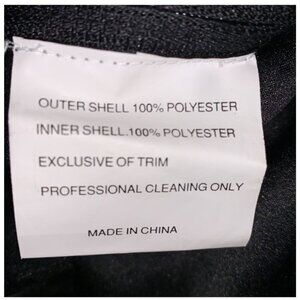 OUTER SHELL 100% POLYESTER
INNER SHELL.100% POLYESTER
EXCLUSIVE OF TRIM
PROFESSIONAL CLEANING ONLY
MADE IN CHINA